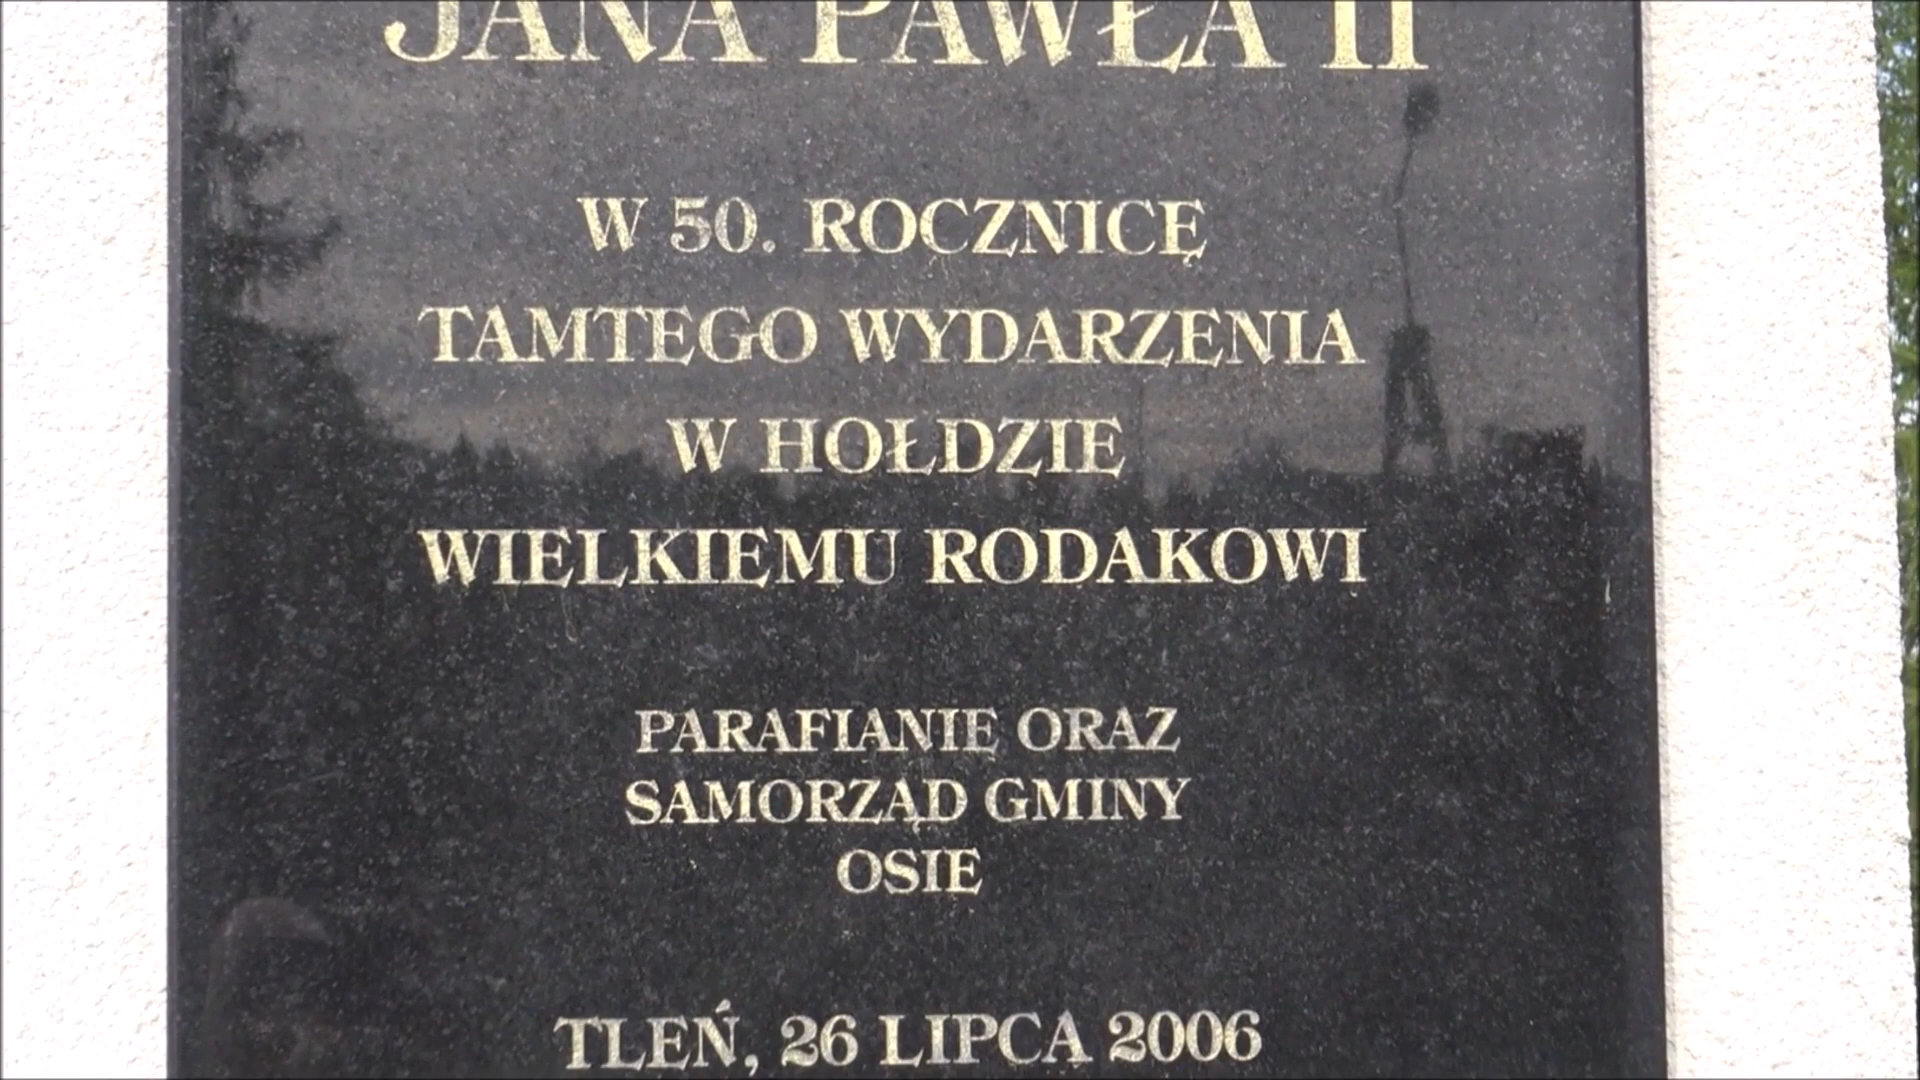 JANA PAWŁA II
W 50. ROCZNICĘ
TAMTEGO WYDARZENIA
W HOŁDZIE
WIELKIEMU RODAKOWI
PARAFIANIE ORAZ
SAMORZĄD GMINY
OSIE
TLEŃ, 26 LIPCA 2006